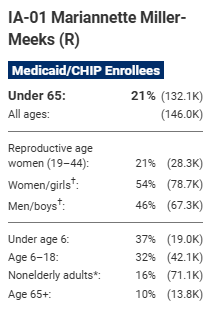 IA-01 Mariannette Miller-
Meeks (R)
Medicaid/CHIP Enrollees
Under 65: 21% (132.1K)
All ages: (146.0K)
Reproductive age
women (19–44): 21% (28.3K)
Women/girls†: 54% (78.7K)
Men/boys†: 46% (67.3K)
Under age 6: 37% (19.0K)
Age 6–18: 32% (42.1K)
Nonelderly adults*: 16% (71.1K)
Age 65+: 10% (13.8K)